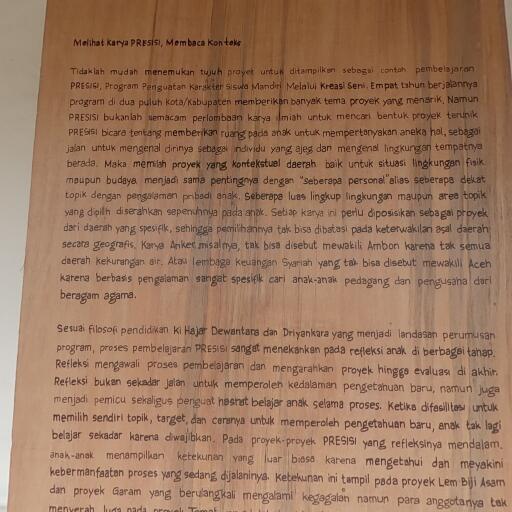 Melihat Karya PRESISI, Membaca Konteks
Tidaklah mudah menemukan tujuh proyet untuk ditampilkan sebagai contoh pembelajaran
PRESISI, Program Penguatan Karakter Siswa Mandiri Melalui Kreasi Seni. Empat tahun berjalannya
program di dua puluh kota/kabupaten memberikan banyak tema proyek yang menarik. Namun
PRESISI bukanlah semacam perlombaan karya ilmiah untuk mencari bentuk proyek terunik
PRESISI bicara tentang memberikan ruang pada anak untuk mempertanyakan aneka hal, sebagai
jalan untuk mengenal dirinya sebagai individu yang ajeg dan mengenal lingkungan tempatnya
berada. Maka memilah proyek yang kontekstual daerah baik untuk situasi lingkungan fisik
maupun budaya, menjadi sama pentingnya dengan "seberapa personal" alias seberapa dekat
topik dengan pengalaman pribadi anak. Seberapa luas lingkup lingkungan maupun area topik
yang dipilih diserahkan sepenuhnya pada anak. Setiap karya ini perlu diposisikan sebagai proyek
dari daerah yang spesifik, sehingga pemilihannya tak bisa dibatasi pada keterwakilan asal daerah
secara geografis. Karya Anker misalnya, tak bisa disebut mewakili Ambon karena tak semua
daerah kekurangan air. Atau lembaga keuangan Syariah yang tak bisa disebut mewakili Aceh
karena berbasis pengalaman sangat spesifik cari anak-anak pedagang dan pengusaha dari
beragam agama.
Sesuai filosofi pendidikan Ki Hajar Dewantara dan Driyarkara yang menjadi landasan perumusan
program, proses pembelajaran PRESISI sangat menekankan pada refleksi anak di berbagai tahap.
Refleksi mengawali proses pembelajaran dan mengarahkan proyek hingga evaluasi di akhir.
Refleksi bukan sekadar jalan untuk memperoleh kedalaman pengetahuan baru, namun juga
menjadi pemicu sekaligus penguat hasrat belajar anak selama proses. Ketika difasilitasi untuk
memilih sendiri topik, target, dan caranya untuk memperoleh pengetahuan baru, anak tak lagi
belajar sekadar karena diwajibkan. Pada proyek-proyek PRESISI yang refleksinya mendalam,
anak-anak menampilkan ketekunan yang luar biasa karena mengetahui dan meyakini
kebermanfaatan proses yang sedang dijalaninya. Ketekunan ini tampil pada proyek Lem Biji Asam
dan proyek Garam yang berulangkali mengalami kegagalan namun para anggotanya tak
menyerah. Juga pada proyek